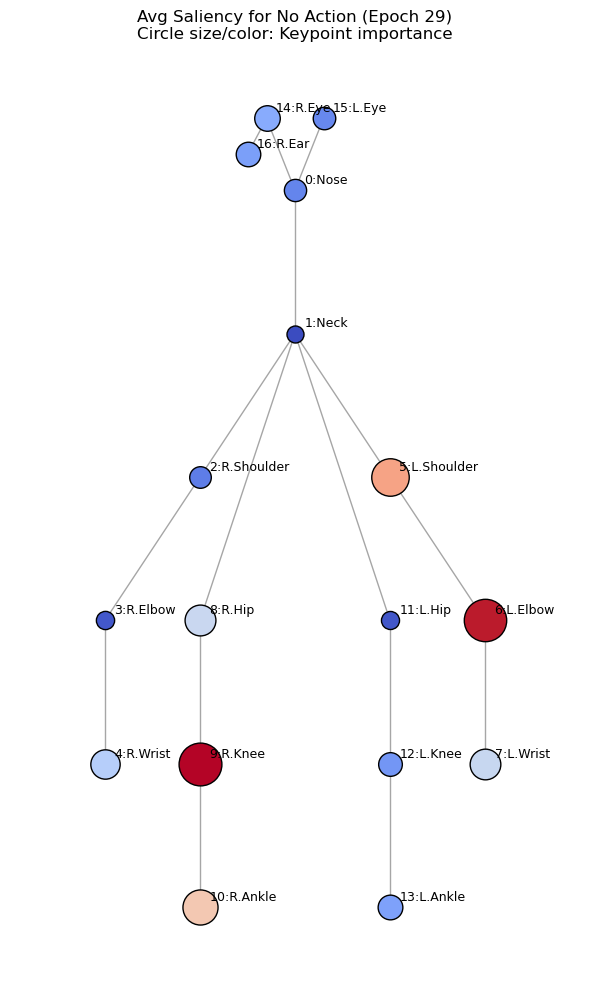 Avg Saliency for No Action (Epoch 29)
Circle size/color: Keypoint importance
14:R.Eye
15:L.Eye
16:R.Ear
0:Nose
1:Neck
2:R.Shoulder
5:L.Shoulder
3:R.Elbow
8:R.Hip
11:L.Hip
6:L.Elbow
4:R.Wrist
9:R.Knee
12:L.Knee
7:L.Wrist
10:R.Ankle
13:L.Ankle